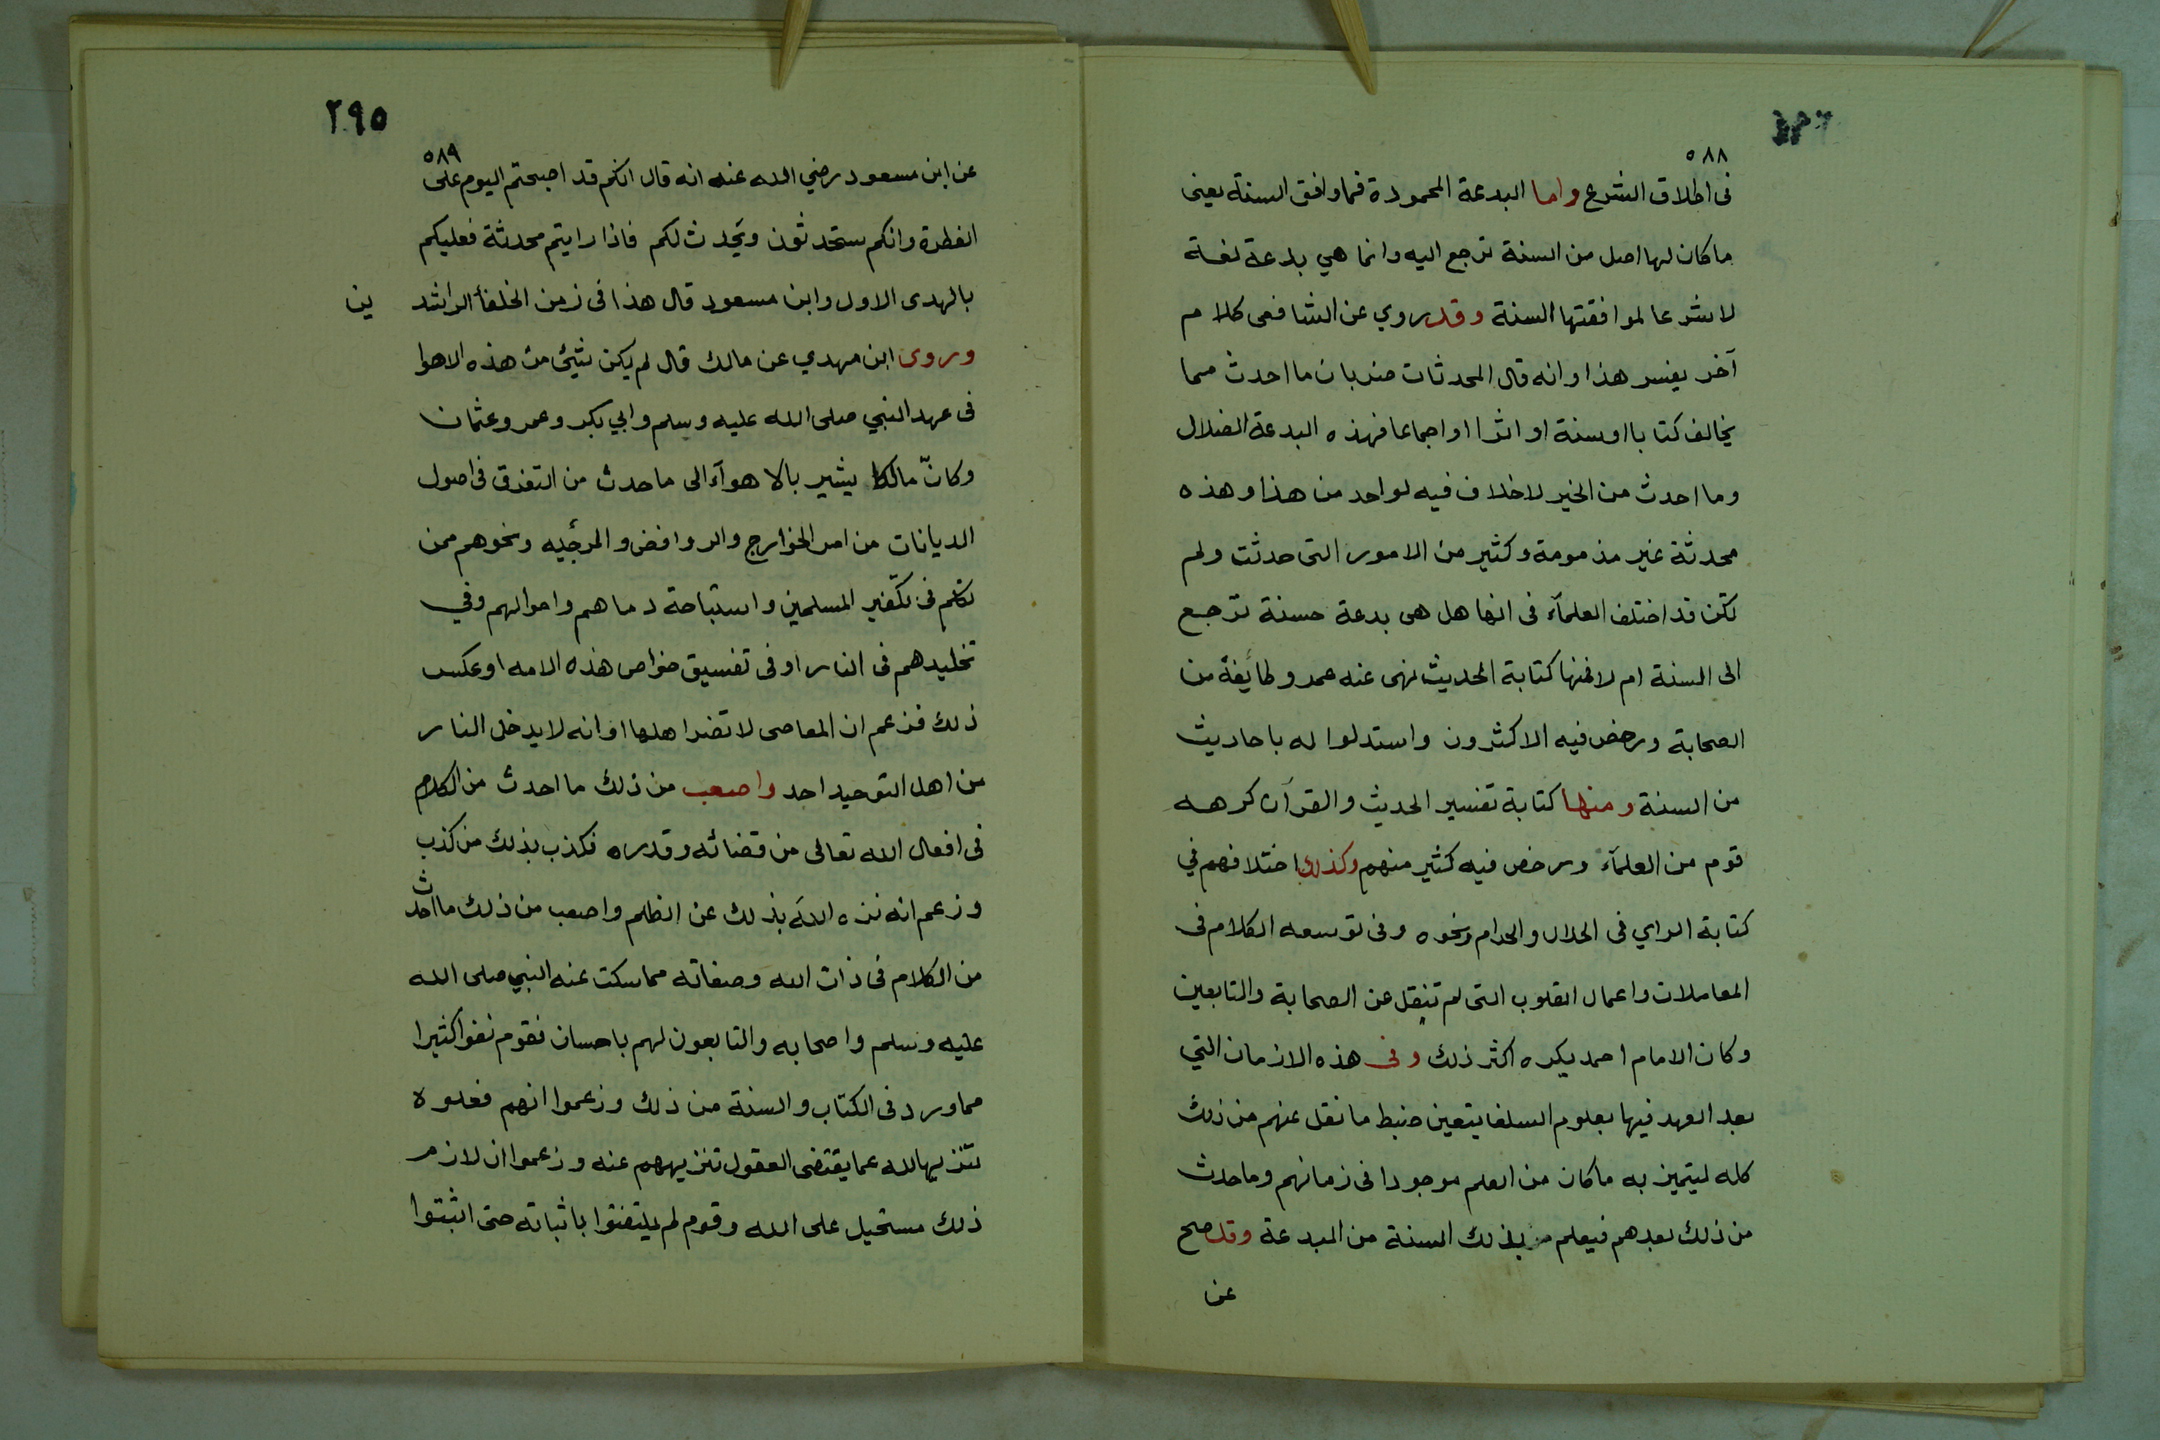 ٥٨٨
فى اطلاق الشرع واما البدعة المحمودة فما وافق السنة يعنى
ما كان لها اصل من السنة ترجع اليه وانما هي بدعة لغة
لا شرعا لموافقتها السنة وقد روي عن الشافعى كلام
آخر يفسر هذا وانه قال المحدثات ضربان ما احدث مما
يخالف كتابا اوسنة او اثرا او اجماعا فهذه البدعة الضلال
وما احدث من الخير لا خلاف فيه لواحد من هذا وهذه
محدثة غير مذمومة وكثير من الامور التى حدثت ولم
تكن قد اختلف العلمآء فى انها هل هى بدعة حسنة ترجع
الى السنة ام لا فمنها كتابة الحديث نهى عنه عمر وطائفة من
الصحابة ورخص فيه الاكثرون واستدلوا له باحاديث
من السنة ومنها كتابة تفسير الحديث والقرآن كرهه
قوم من العلمآء ورخص فيه كثير منهم وكذلك اختلافهم في
كتابة الراي فى الحلال والحرام ونحوه وفى توسعه الكلام فى
المعاملات واعمال القلوب التى لم تنقل عن الصحابة والتابعين
وكان الامام احمد يكره اكثر ذلك وفى هذه الازمان التي
بعد العهد فيها بعلوم السلف يتعين ضبط ما نقل عنهم من ذلك
كله ليتميز به ما كان من العلم موجودا فى زمانهم وما حدث
من ذلك بعدهم فيعلم بذلك السنة من البدعة وقد صح
عن
٢٩٥
٥٨٩
عن ابن مسعود رضي الله عنه انه قال انكم قد اصبحتم اليوم على
الفطرة وانكم ستحدثون ويحدث لكم فاذا رايتم محدثة فعليكم
بالهدى الاول وابن مسعود قال هذا فى زمن الخلفآ الراشد ين
وروى ابن مهدي عن مالك قال لم يكن شيئ من هذه الاهوا
فى عهد النبي صلى الله عليه وسلم وابي بكر وعمر وعثمان
وكانّ مالكا يشير بالاهوآء الى ما حدث من التفرق فى اصول
الديانات من امر الخوارج والروافض والمرجئيه ونحوهم ممن
تكلم فى تكفير المسلمين واستباحة دماهم واموالهم وفي
تخليدهم فى النار او فى تفسيق خواص هذه الامه او عكس
ذلك فزعم ان المعاصى لا تضر اهلها او انه لا يدخل النار
من اهل التوحيد احد واصعب من ذلك ما احدث من الكلام
فى افعال الله تعالى من قضائه وقدره فكذب بذلك من كذب
وزعم انه نزه الله بذلك عن الظلم واصعب من ذلك ما احدث
من الكلام فى ذات الله وصفاته مما سكت عنه النبي صلى الله
عليه وسلم واصحابه والتابعون لهم باحسان فقوم نفوا كثيرا
مما ورد فى الكتاب والسنة من ذلك وزعموا انهم فعلوه
تنزيها لله عما يقتضى العقول تنزيهه عنه وزعموا ان لازم
ذلك مستحيل على الله وقوم لم يلتفتوا باثباته حتى اثبتوا